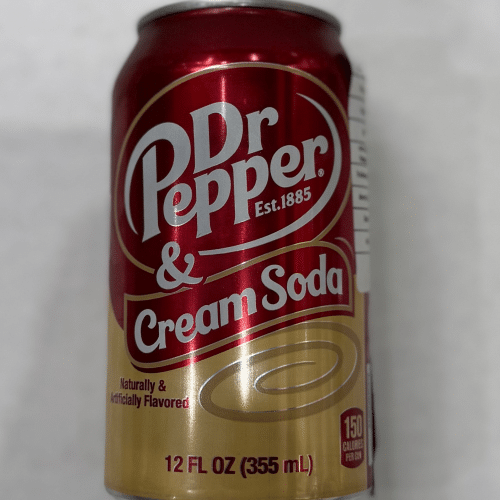 Dr
Pepper®
Est.1885
&
Cream Soda
Naturally &
Artificially Flavored
12 FL OZ (355 mL)
150
CALORIES
PER CAN